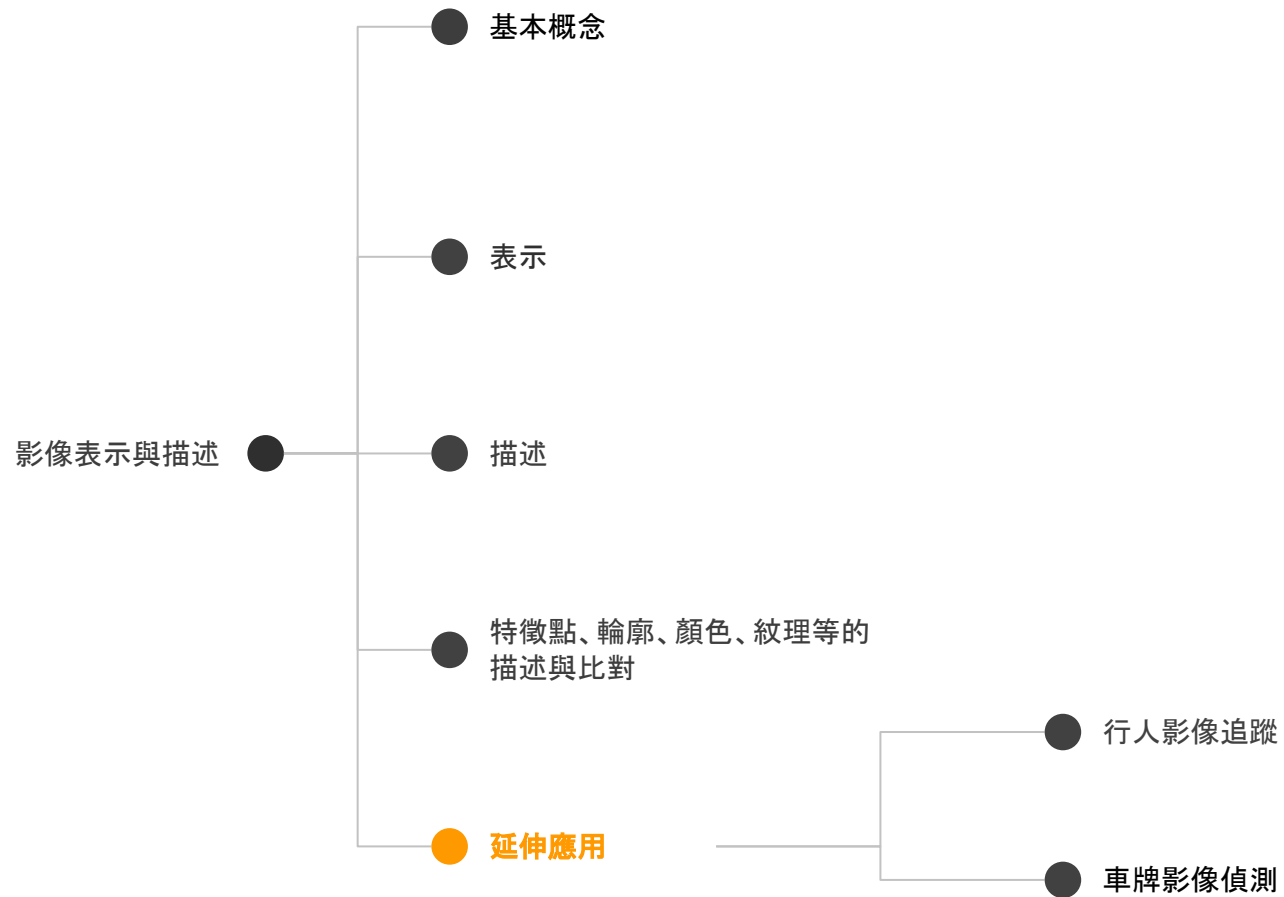 基本概念
表示
影像表示與描述
描述
特徵點、輪廓、顏色、紋理等的
描述與比對
延伸應用
行人影像追蹤
車牌影像偵測